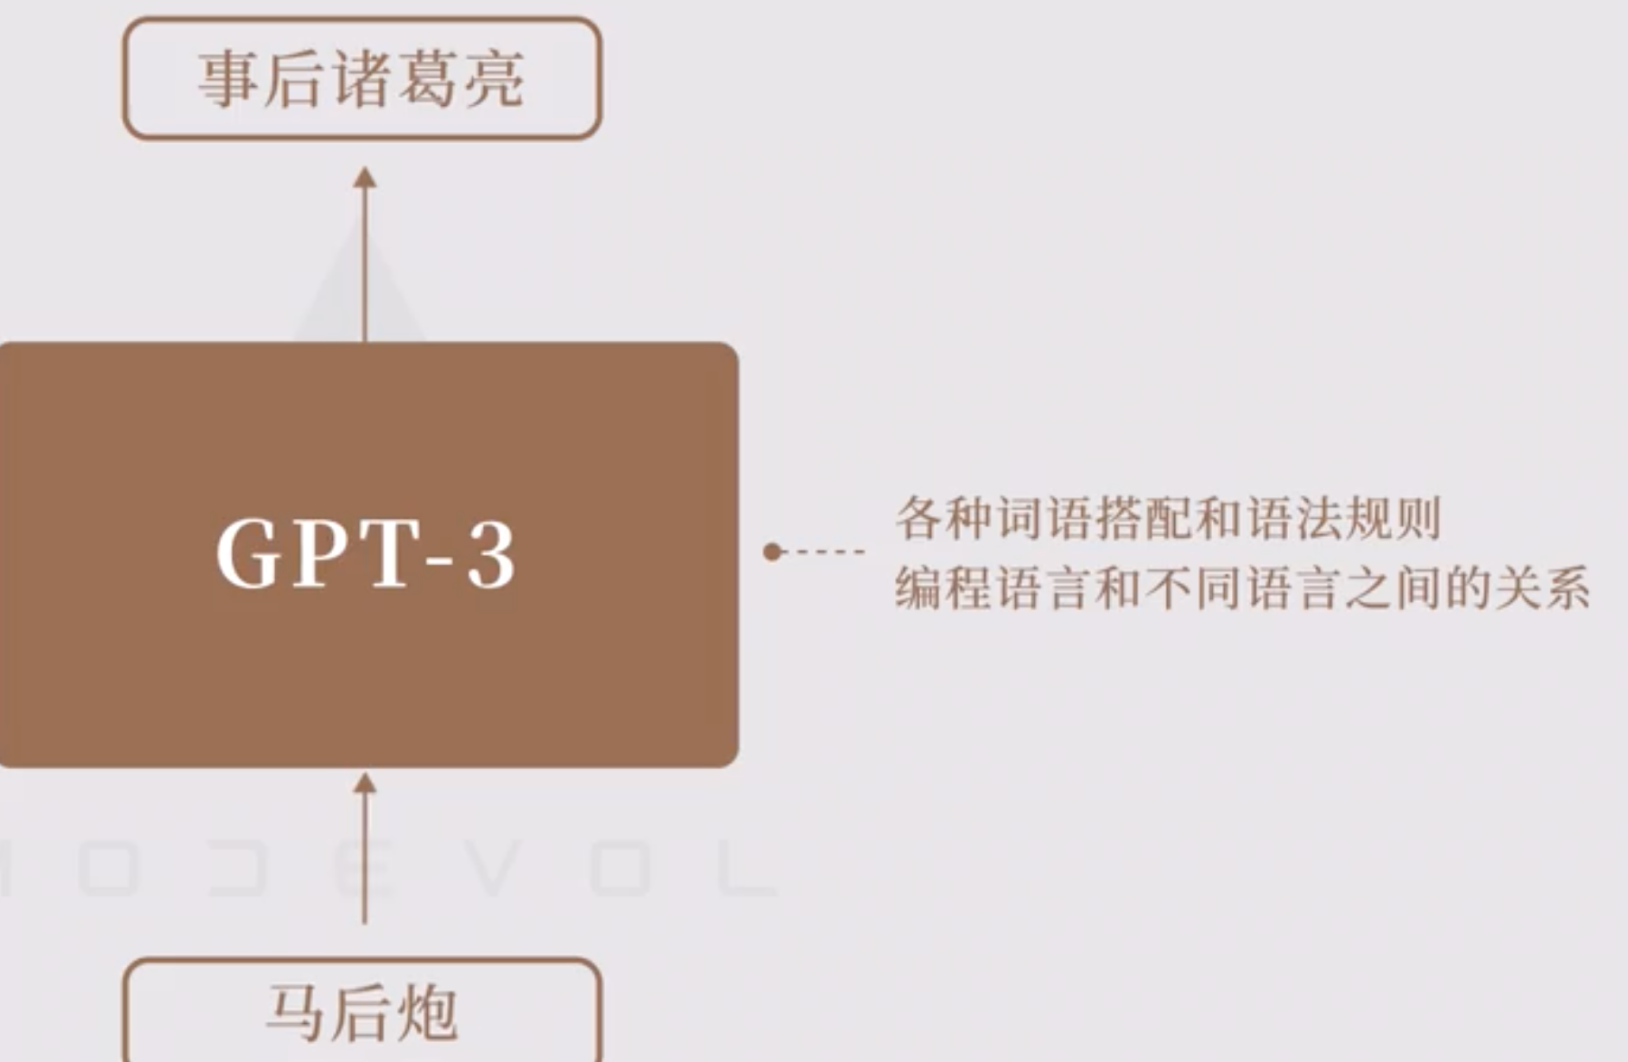 事后诸葛亮
GPT-3
各种词语搭配和语法规则
编程语言和不同语言之间的关系
MODEVOL
马后炮